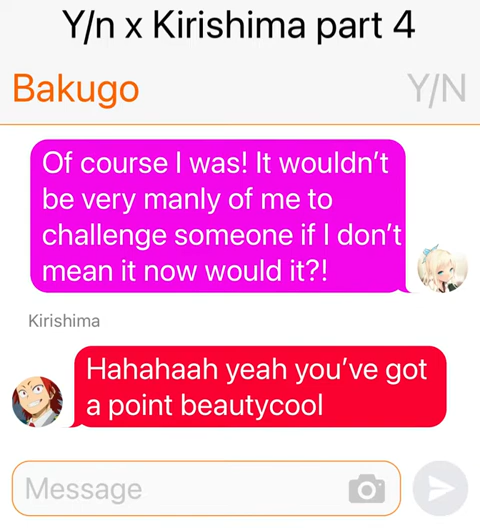 Y/n x Kirishima part 4
Bakugo
Y/N
Of course I was! It wouldn't
be very manly of me to
challenge someone if I don't
mean it now would it?!
Kirishima
Hahahaah yeah you've got
a point beautycool
Message